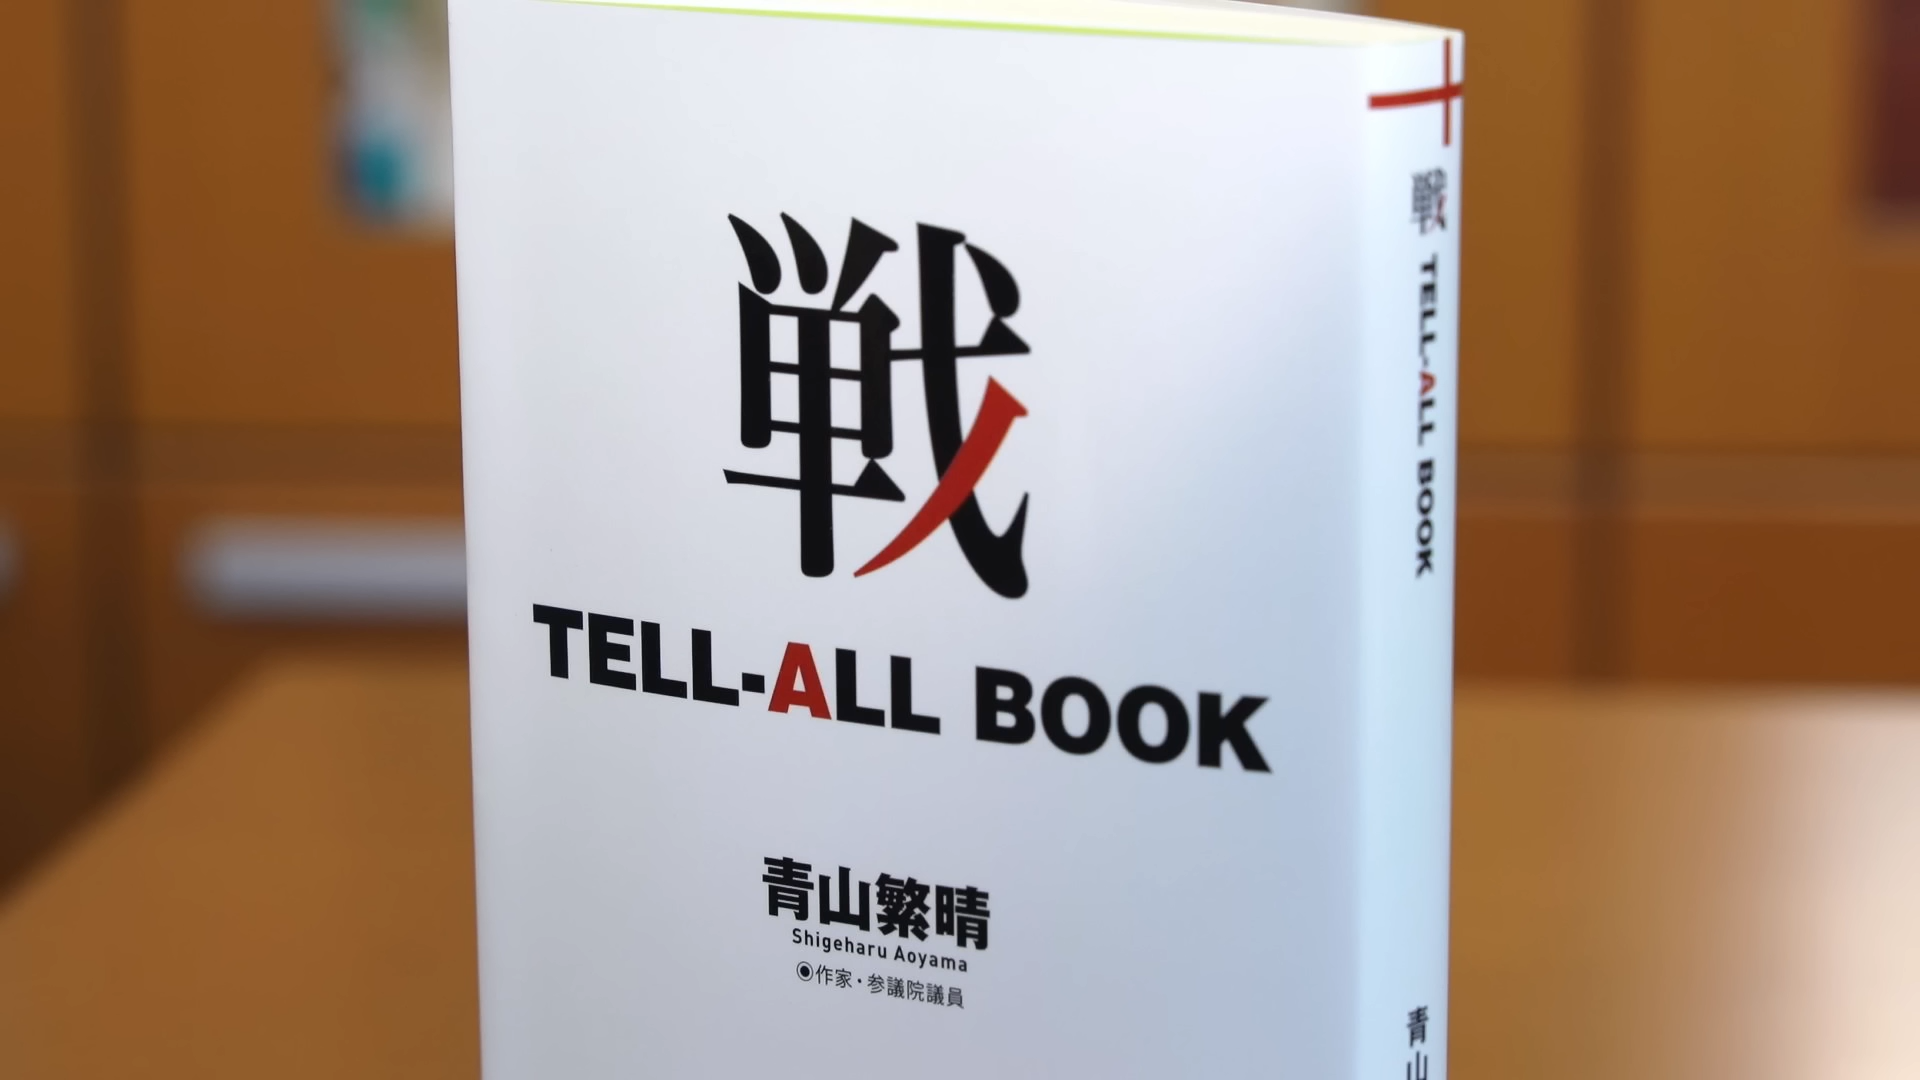 戦
TELL-ALL BOOK
青山繁晴
Shigeharu Aoyama
◉作家・参議院議員
戦 TELL-ALL BOOK
青山